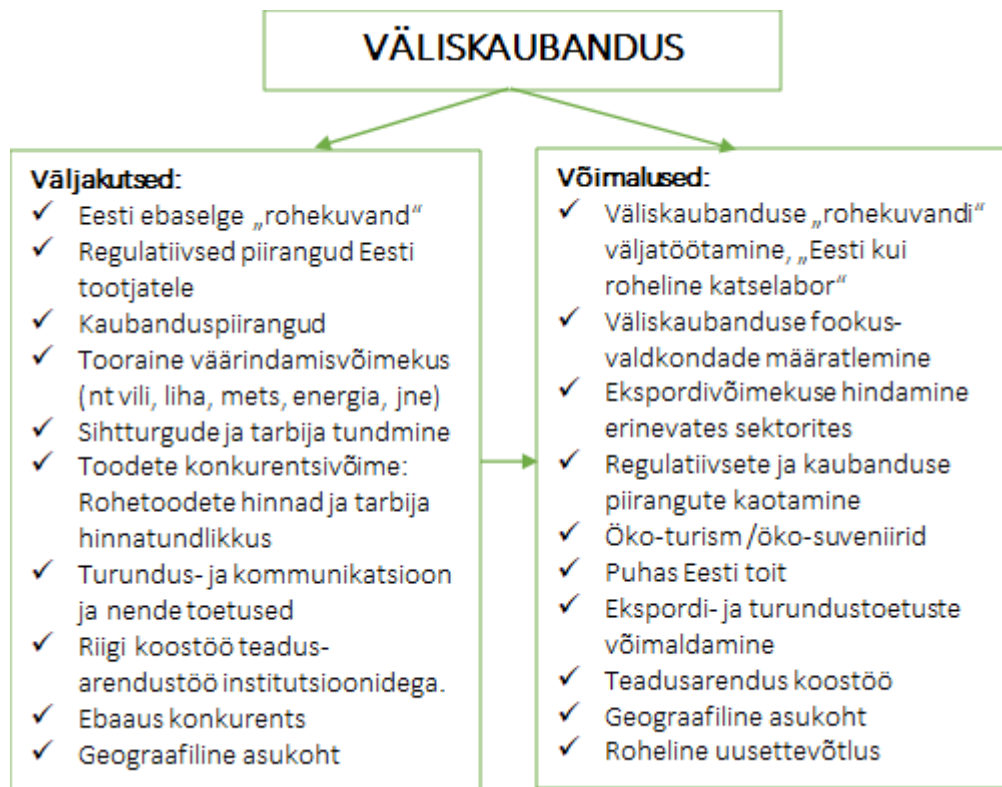 VÄLISKAUBANDUS
Väljakutsed:
✓ Eesti ebaselge „rohekuvand“
✓ Regulatiivsed piirangud Eesti
tootjatele
✓ Kaubanduspiirangud
✓ Tooraine väärindamisvõimekus
(nt vili, liha, mets, energia, jne)
✓ Sihtturgude ja tarbija tundmine
✓ Toodete konkurentsivõime:
Rohetoodete hinnad ja tarbija
hinnatundlikkus
✓ Turundus- ja kommunikatsioon
ja nende toetused
✓ Riigi koostöö teadus-
arendustöö institutsioonidega.
✓ Ebaaus konkurents
✓ Geograafiline asukoht
Võimalused:
✓ Väliskaubanduse „rohekuvandi“
väljatöötamine, „Eesti kui
roheline katselabor“
✓ Väliskaubanduse fookus-
valdkondade määratlemine
✓ Ekspordivõimekuse hindamine
erinevates sektorites
✓ Regulatiivsete ja kaubanduse
piirangute kaotamine
✓ Öko-turism /öko-suveniirid
✓ Puhas Eesti toit
✓ Ekspordi- ja turundustoetuste
võimaldamine
✓ Teadusarendus koostöö
✓ Geograafiline asukoht
✓ Roheline uusettevõtlus